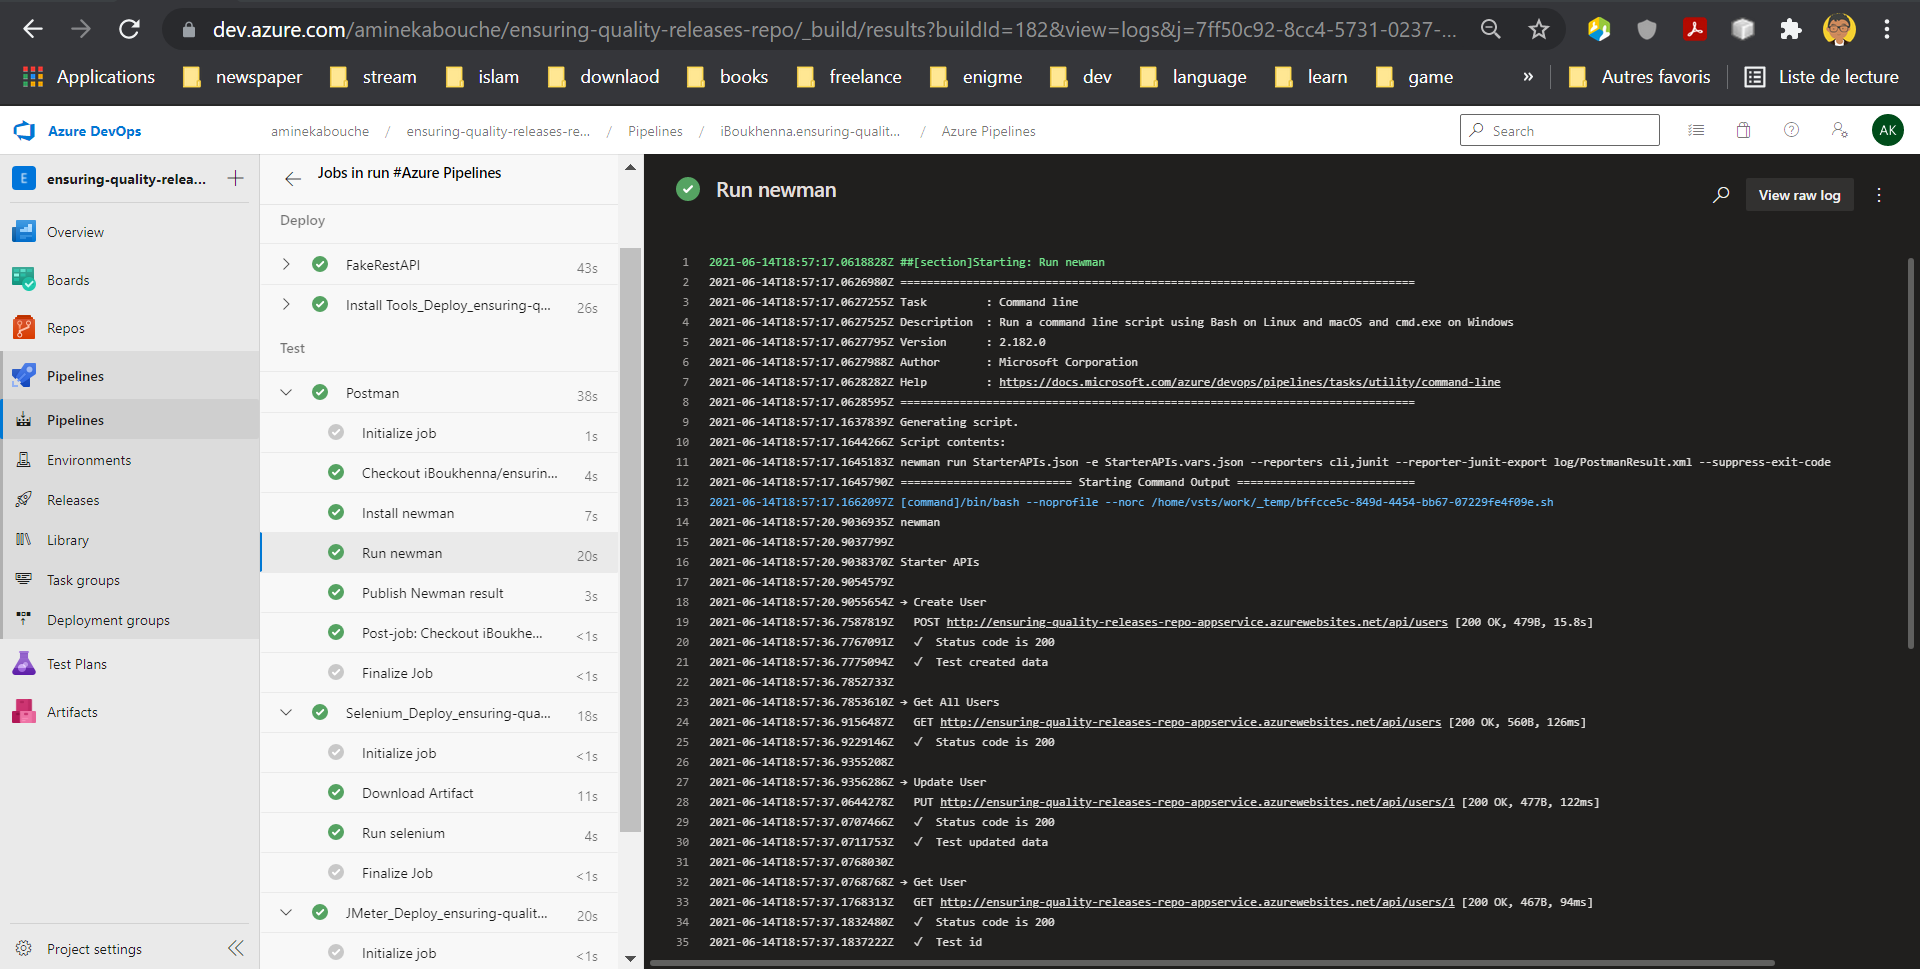 dev.azure.com/aminekabouche/ensuring-quality-releases-repo/_build/results?buildId=182&view=logs&j=7ff50c92-8cc4-5731-0237-...
Applications newspaper stream islam downlaod books freelance enigme dev language learn game » Autres favoris Liste de lecture
Azure DevOps
aminekabouche / ensuring-quality-releases-re... / Pipelines / iBoukhenna.ensuring-qualit... / Azure Pipelines
Search
AK
E ensuring-quality-relea... +
Overview
Boards
Repos
Pipelines
Pipelines
Environments
Releases
Library
Task groups
Deployment groups
Test Plans
Artifacts
Project settings
Jobs in run #Azure Pipelines
Deploy
FakeRestAPI 43s
Install Tools_Deploy_ensuring-q... 26s
Test
Postman 38s
Initialize job 1s
Checkout iBoukhenna/ensurin... 4s
Install newman 7s
Run newman 20s
Publish Newman result 3s
Post-job: Checkout iBoukhe... <1s
Finalize Job <1s
Selenium_Deploy_ensuring-qua... 18s
Initialize job <1s
Download Artifact 11s
Run selenium 4s
Finalize Job <1s
JMeter_Deploy_ensuring-qualit... 20s
Initialize job <1s
Run newman
View raw log
1 2021-06-14T18:57:17.0618828Z ##[section]Starting: Run newman
2 2021-06-14T18:57:17.0626980Z ==============================================================================
3 2021-06-14T18:57:17.0627255Z Task         : Command line
4 2021-06-14T18:57:17.0627525Z Description  : Run a command line script using Bash on Linux and macOS and cmd.exe on Windows
5 2021-06-14T18:57:17.0627795Z Version      : 2.182.0
6 2021-06-14T18:57:17.0627988Z Author       : Microsoft Corporation
7 2021-06-14T18:57:17.0628282Z Help         : https://docs.microsoft.com/azure/devops/pipelines/tasks/utility/command-line
8 2021-06-14T18:57:17.0628595Z ==============================================================================
9 2021-06-14T18:57:17.1637839Z Generating script.
10 2021-06-14T18:57:17.1644266Z Script contents:
11 2021-06-14T18:57:17.1645183Z newman run StarterAPIs.json -e StarterAPIs.vars.json --reporters cli,junit --reporter-junit-export log/PostmanResult.xml --suppress-exit-code
12 2021-06-14T18:57:17.1645790Z ========================== Starting Command Output ===========================
13 2021-06-14T18:57:17.1662097Z [command]/bin/bash --noprofile --norc /home/vsts/work/_temp/bffcce5c-849d-4454-bb67-07229fe4f09e.sh
14 2021-06-14T18:57:20.9036935Z newman
15 2021-06-14T18:57:20.9037799Z
16 2021-06-14T18:57:20.9038370Z Starter APIs
17 2021-06-14T18:57:20.9054579Z
18 2021-06-14T18:57:20.9055654Z → Create User
19 2021-06-14T18:57:36.7587819Z   POST http://ensuring-quality-releases-repo-appservice.azurewebsites.net/api/users [200 OK, 479B, 15.8s]
20 2021-06-14T18:57:36.7767091Z   ✓  Status code is 200
21 2021-06-14T18:57:36.7775094Z   ✓  Test created data
22 2021-06-14T18:57:36.7852733Z
23 2021-06-14T18:57:36.7853610Z → Get All Users
24 2021-06-14T18:57:36.9156487Z   GET http://ensuring-quality-releases-repo-appservice.azurewebsites.net/api/users [200 OK, 560B, 126ms]
25 2021-06-14T18:57:36.9229146Z   ✓  Status code is 200
26 2021-06-14T18:57:36.9355208Z
27 2021-06-14T18:57:36.9356286Z → Update User
28 2021-06-14T18:57:37.0644278Z   PUT http://ensuring-quality-releases-repo-appservice.azurewebsites.net/api/users/1 [200 OK, 477B, 122ms]
29 2021-06-14T18:57:37.0707466Z   ✓  Status code is 200
30 2021-06-14T18:57:37.0711753Z   ✓  Test updated data
31 2021-06-14T18:57:37.0768030Z
32 2021-06-14T18:57:37.0768768Z → Get User
33 2021-06-14T18:57:37.1768313Z   GET http://ensuring-quality-releases-repo-appservice.azurewebsites.net/api/users/1 [200 OK, 467B, 94ms]
34 2021-06-14T18:57:37.1832480Z   ✓  Status code is 200
35 2021-06-14T18:57:37.1837222Z   ✓  Test id